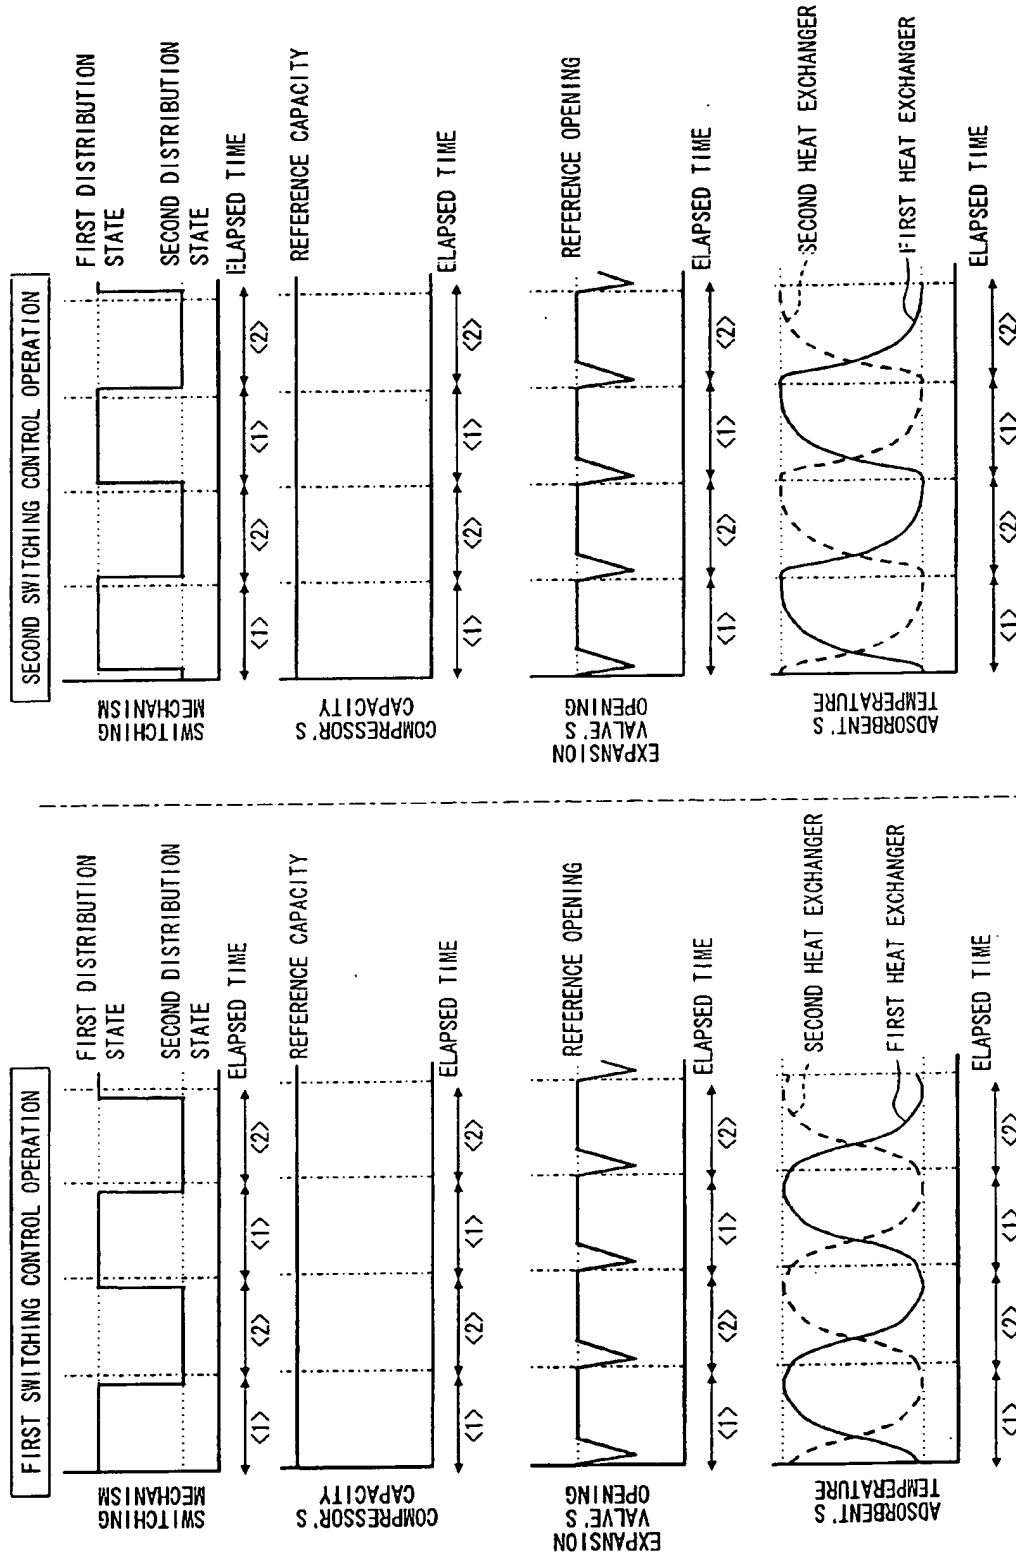 FIRST SWITCHING CONTROL OPERATION
SWITCHING
MECHANISM
FIRST DISTRIBUTION
STATE
SECOND DISTRIBUTION
STATE
ELAPSED TIME
<1>
<2>
<1>
<2>
COMPRESSOR'S
CAPACITY
REFERENCE CAPACITY
ELAPSED TIME
<1>
<2>
<1>
<2>
EXPANSION
VALVE'S
OPENING
REFERENCE OPENING
ELAPSED TIME
<1>
<2>
<1>
<2>
ADSORBENT'S
TEMPERATURE
SECOND HEAT EXCHANGER
FIRST HEAT EXCHANGER
ELAPSED TIME
<1>
<2>
<1>
<2>
SECOND SWITCHING CONTROL OPERATION
SWITCHING
MECHANISM
FIRST DISTRIBUTION
STATE
SECOND DISTRIBUTION
STATE
ELAPSED TIME
<1>
<2>
<1>
<2>
COMPRESSOR'S
CAPACITY
REFERENCE CAPACITY
ELAPSED TIME
<1>
<2>
<1>
<2>
EXPANSION
VALVE'S
OPENING
REFERENCE OPENING
ELAPSED TIME
<1>
<2>
<1>
<2>
ADSORBENT'S
TEMPERATURE
SECOND HEAT EXCHANGER
FIRST HEAT EXCHANGER
ELAPSED TIME
<1>
<2>
<1>
<2>